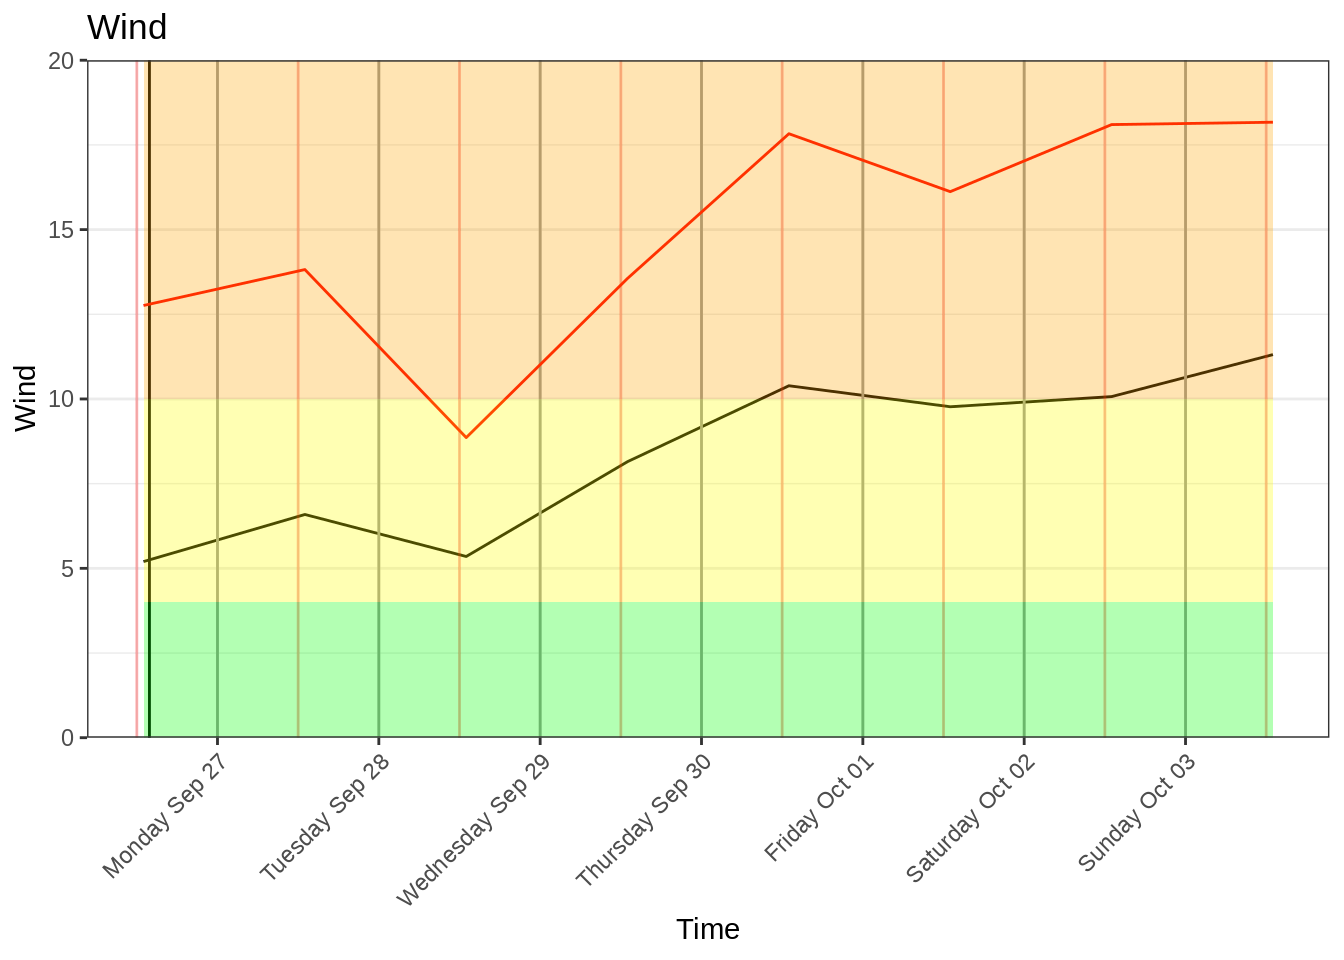 Wind
20
15
10
5
0
Wind
Monday Sep 27
Tuesday Sep 28
Wednesday Sep 29
Thursday Sep 30
Friday Oct 01
Saturday Oct 02
Sunday Oct 03
Time